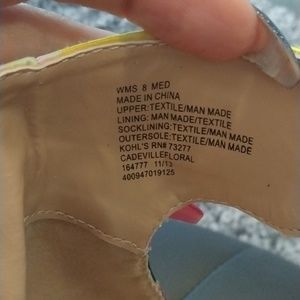 WMS 8 MED
MADE IN CHINA
UPPER:TEXTILE/MAN MADE
LINING: MAN MADE/TEXTILE
SOCKLINING:TEXTILE/MAN MADE
OUTERSOLE:TEXTILE/MAN MADE
KOHL'S RN# 73277
CADEVILLEFLORAL
164777 11/13
400947019125